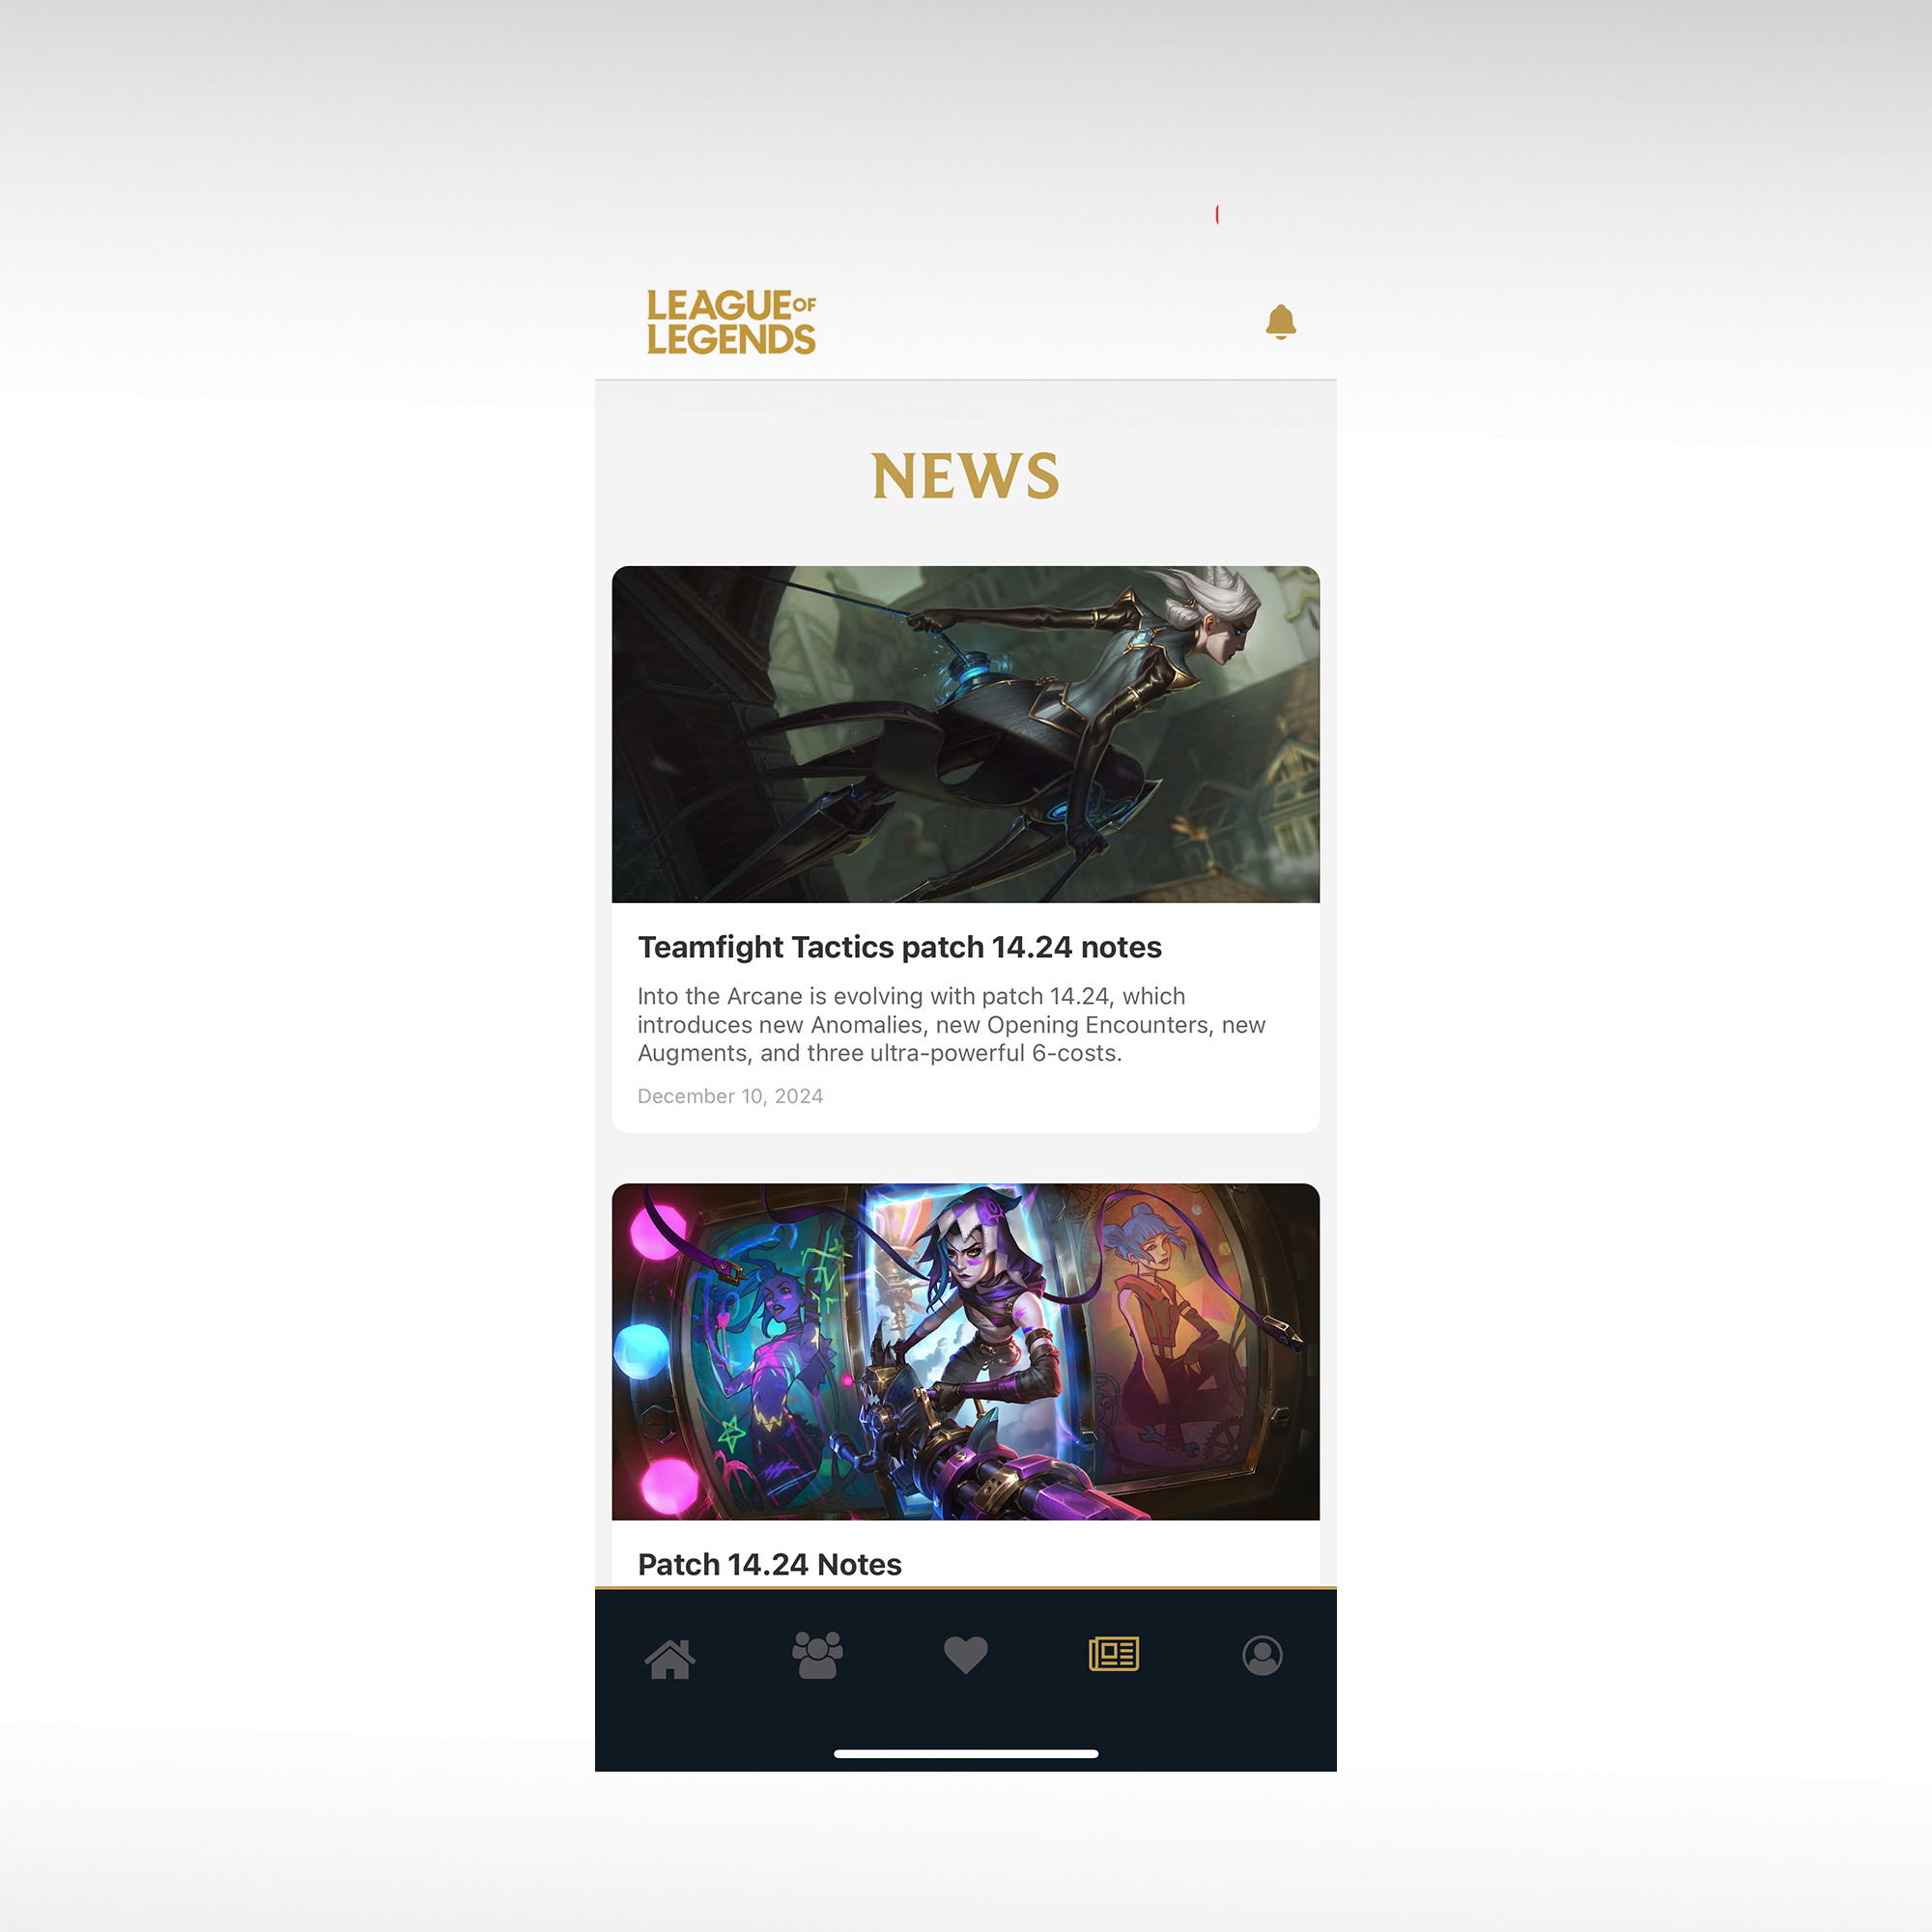 LEAGUE OF
LEGENDS
NEWS
Teamfight Tactics patch 14.24 notes
Into the Arcane is evolving with patch 14.24, which
introduces new Anomalies, new Opening Encounters, new
Augments, and three ultra-powerful 6-costs.
December 10, 2024
Patch 14.24 Notes